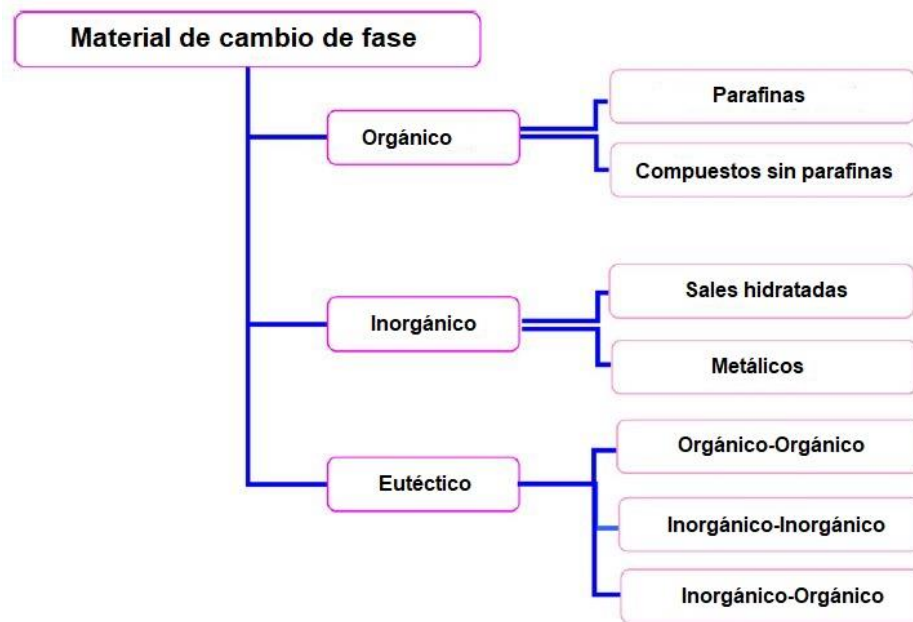 Material de cambio de fase
Orgánico
Parafinas
Compuestos sin parafinas
Inorgánico
Sales hidratadas
Metálicos
Eutéctico
Orgánico-Orgánico
Inorgánico-Inorgánico
Inorgánico-Orgánico